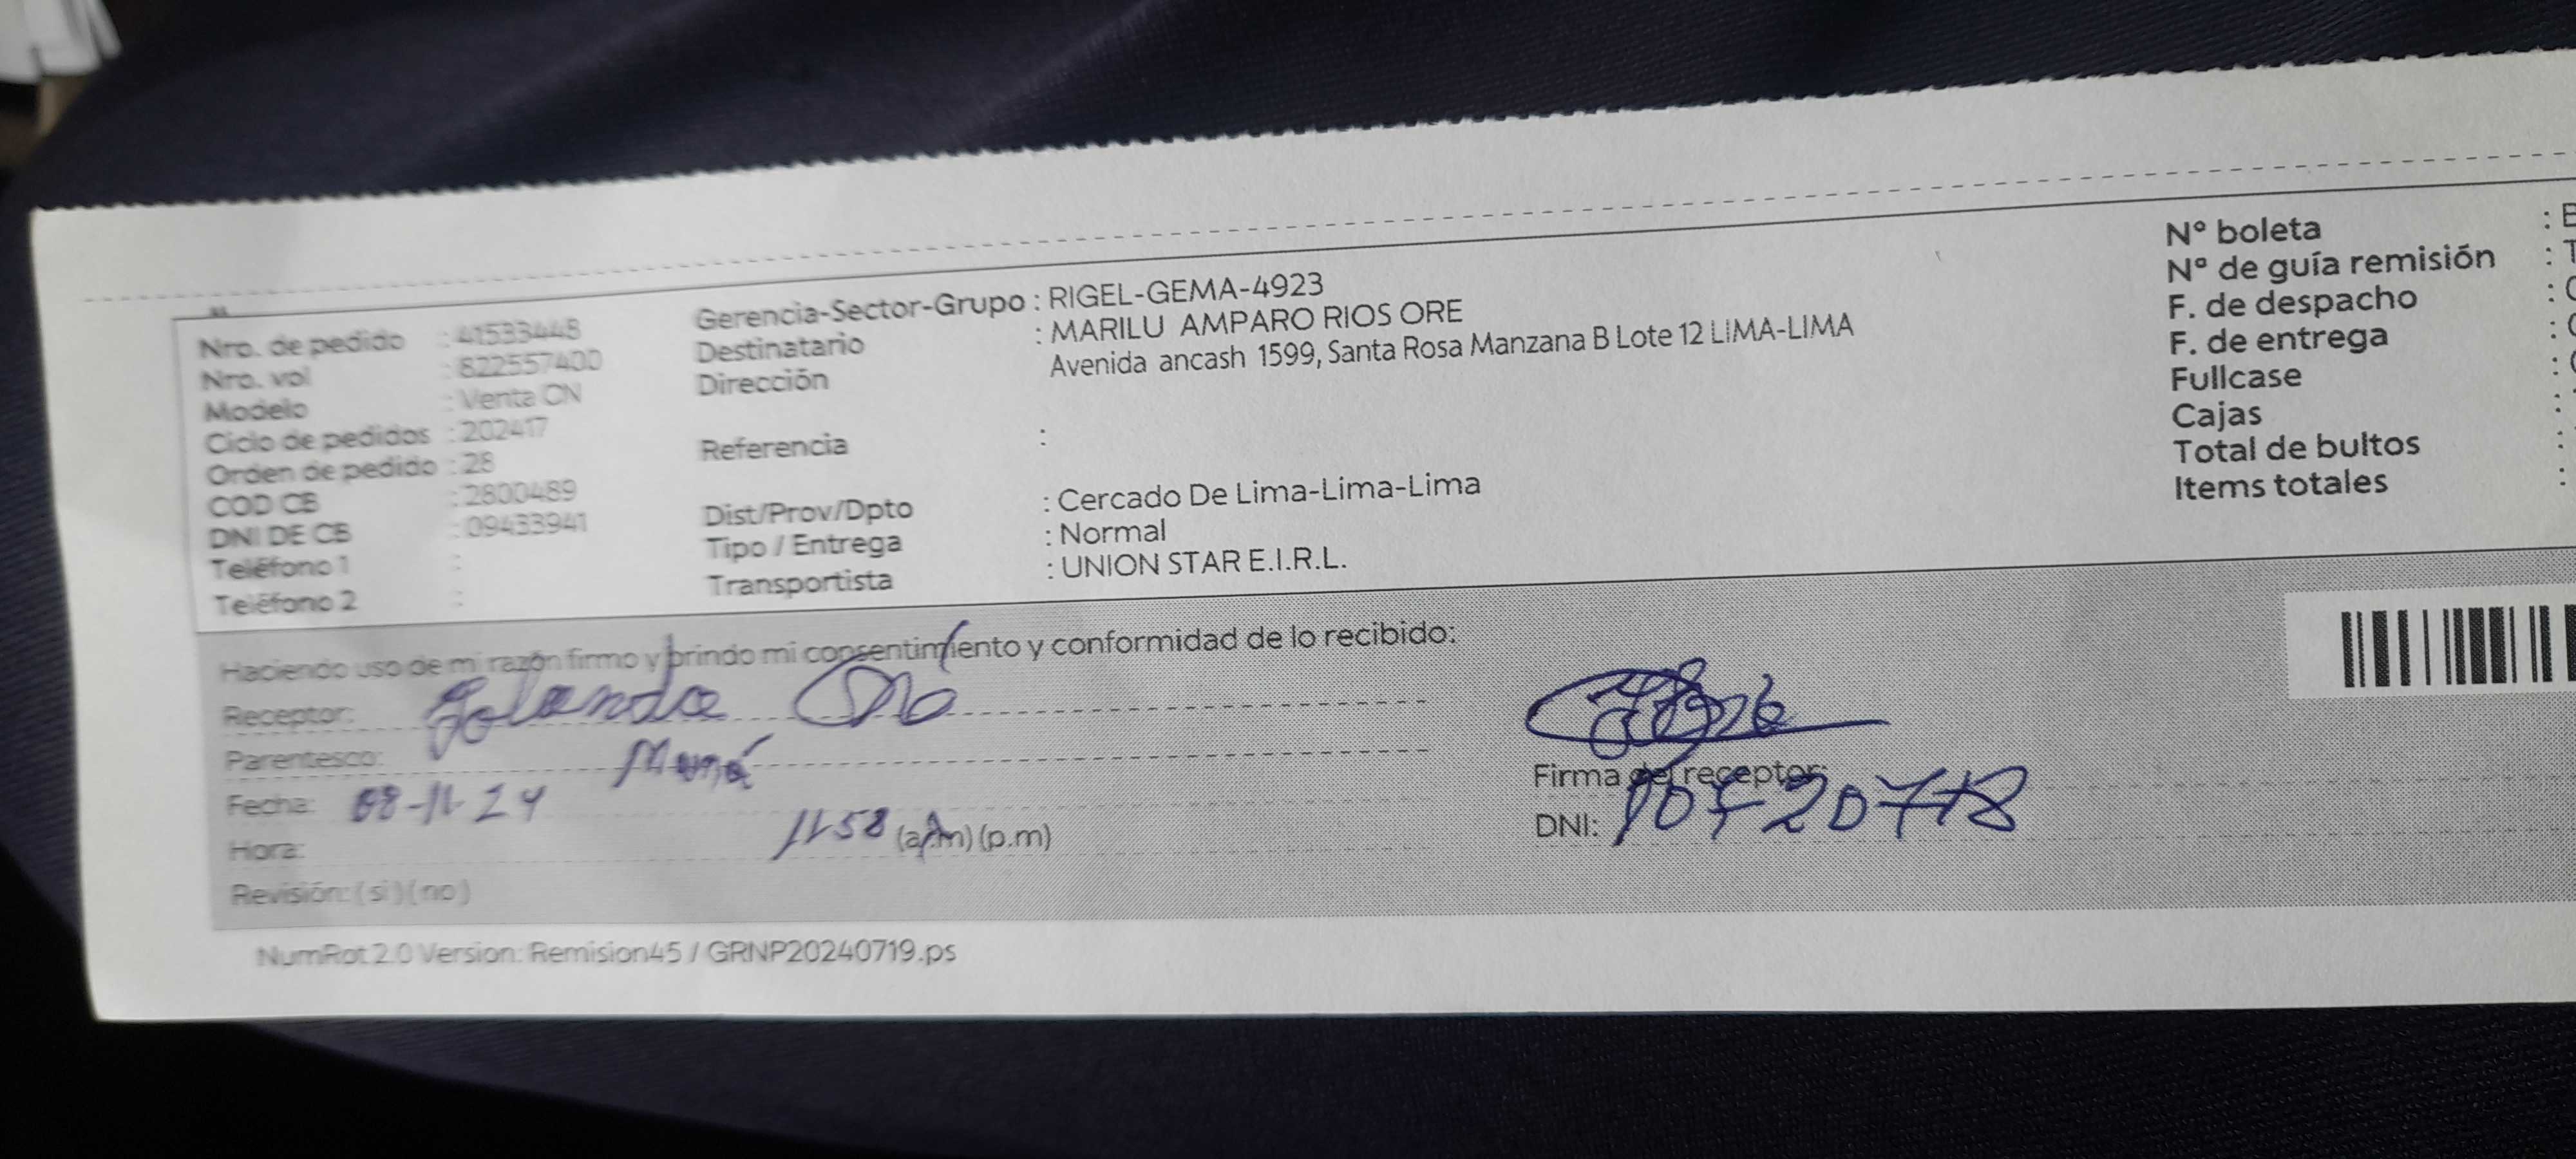 Nro. de pedido : 41533448
Nro. vol : 822557400
Modelo : Venta CN
Ciclo de pedidos : 202417
Orden de pedido : 28
COD CB : 2800489
DNI DE CB : 09433941
Teléfono 1 :
Teléfono 2 :
Gerencia-Sector-Grupo : RIGEL-GEMA-4923
Destinatario : MARILU AMPARO RIOS ORE
Dirección Avenida ancash 1599, Santa Rosa Manzana B Lote 12 LIMA-LIMA
Referencia :
Dist/Prov/Dpto : Cercado De Lima-Lima-Lima
Tipo / Entrega : Normal
Transportista : UNION STAR E.I.R.L.
N° boleta :
N° de guía remisión :
F. de despacho :
F. de entrega :
Fullcase :
Cajas :
Total de bultos :
Items totales :
Haciendo uso de mi razón firmo y brindo mi consentimiento y conformidad de lo recibido:
Receptor: Yolanda
Parentesco: Mamá
Fecha: 08-11-24
Hora: 11 58 (a.m) (p.m)
Revisión: ( si ) ( no )
Firma del receptor:
DNI:
NumRot 2.0 Version: Remision45 / GRNP20240719.ps